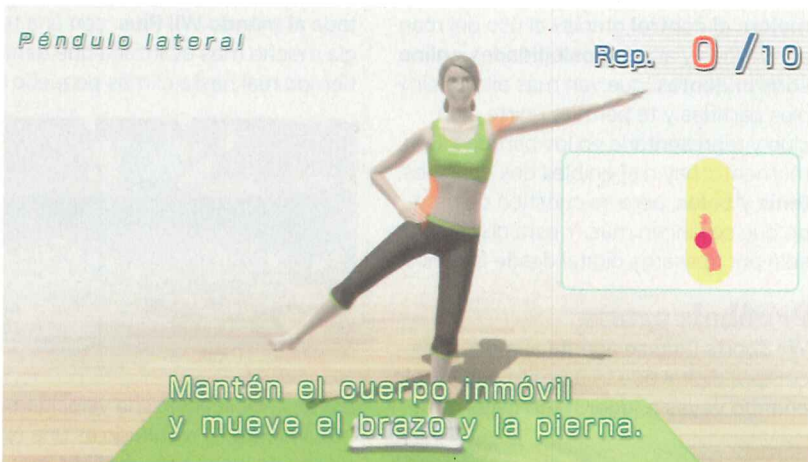 Péndulo lateral
Rep. 0/10
Mantén el cuerpo inmóvil
y mueve el brazo y la pierna.